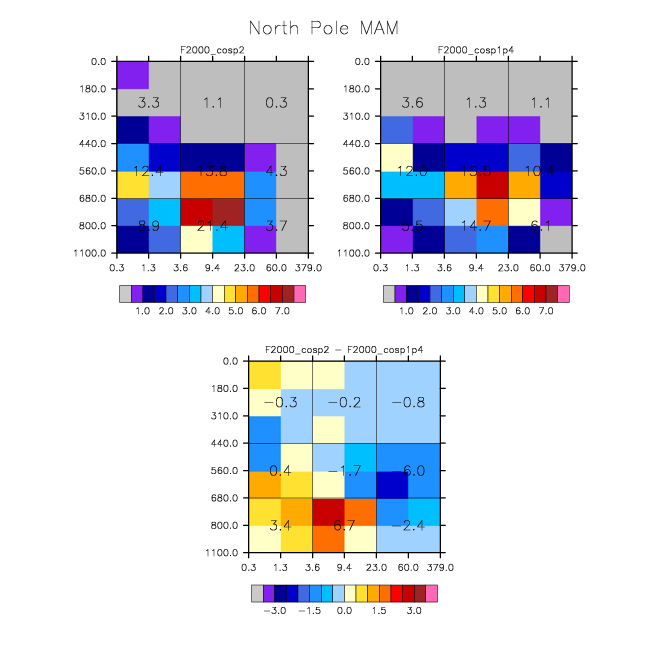 North Pole MAM
F2000_cosp2
F2000_cosp1p4
0.0
180.0
310.0
440.0
560.0
680.0
800.0
1100.0
3.3 1.1 0.3
12.4 13.8 4.3
8.9 21.4 3.7
0.3 1.3 3.6 9.4 23.0 60.0 379.0
1.0 2.0 3.0 4.0 5.0 6.0 7.0
0.0
180.0
310.0
440.0
560.0
680.0
800.0
1100.0
3.6 1.3 1.1
12.0 15.5 10.4
5.5 14.7 6.1
0.3 1.3 3.6 9.4 23.0 60.0 379.0
1.0 2.0 3.0 4.0 5.0 6.0 7.0
F2000_cosp2 − F2000_cosp1p4
0.0
180.0
310.0
440.0
560.0
680.0
800.0
1100.0
−0.3 −0.2 −0.8
0.4 −1.7 −6.0
3.4 6.7 −2.4
0.3 1.3 3.6 9.4 23.0 60.0 379.0
−3.0 −1.5 0.0 1.5 3.0